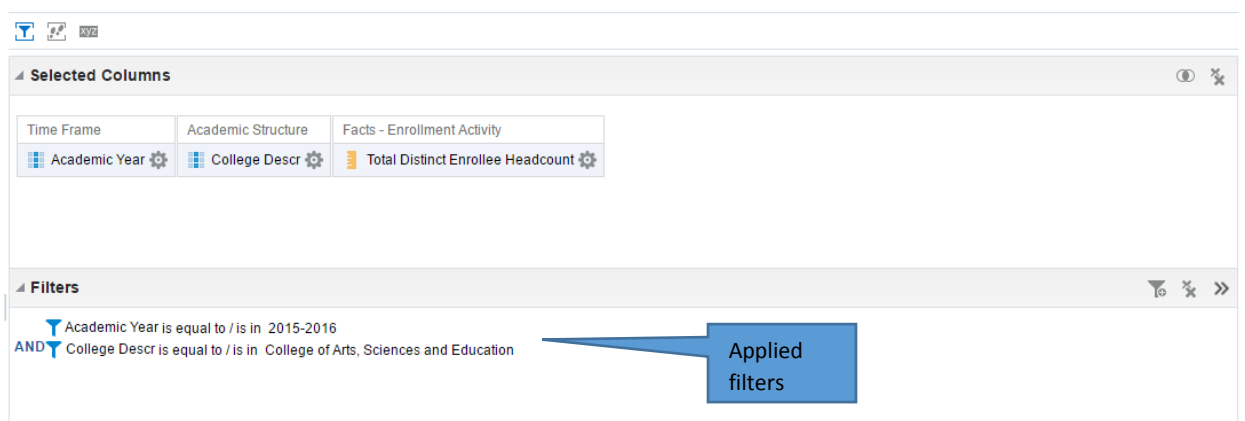 xyz
Selected Columns
Time Frame Academic Structure Facts - Enrollment Activity
Academic Year College Descr Total Distinct Enrollee Headcount
Filters
Academic Year is equal to / is in 2015-2016
AND College Descr is equal to / is in College of Arts, Sciences and Education
Applied
filters